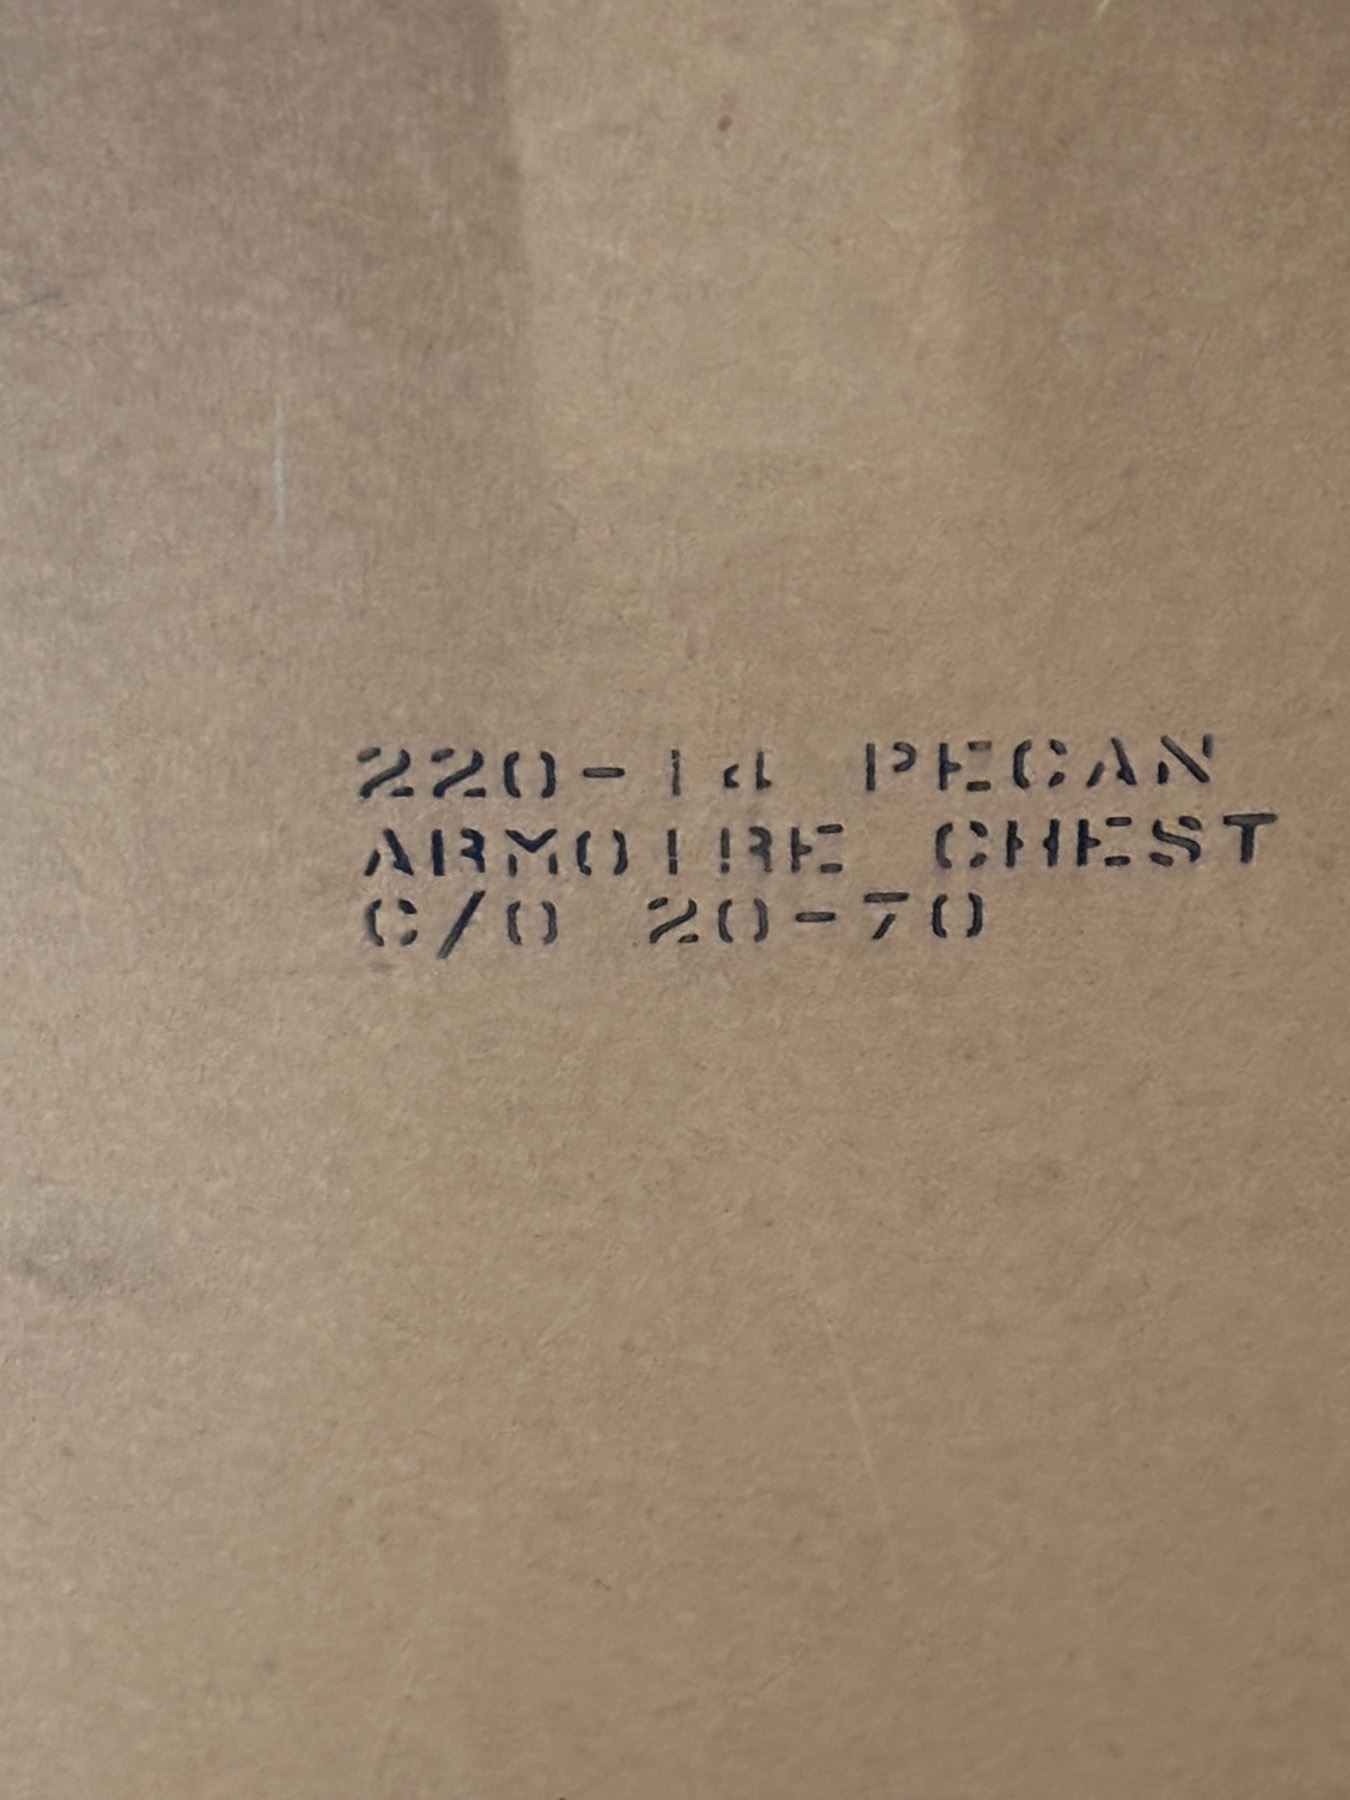 220-14 PECAN
ARMOIRE CHEST
C/O 20-70